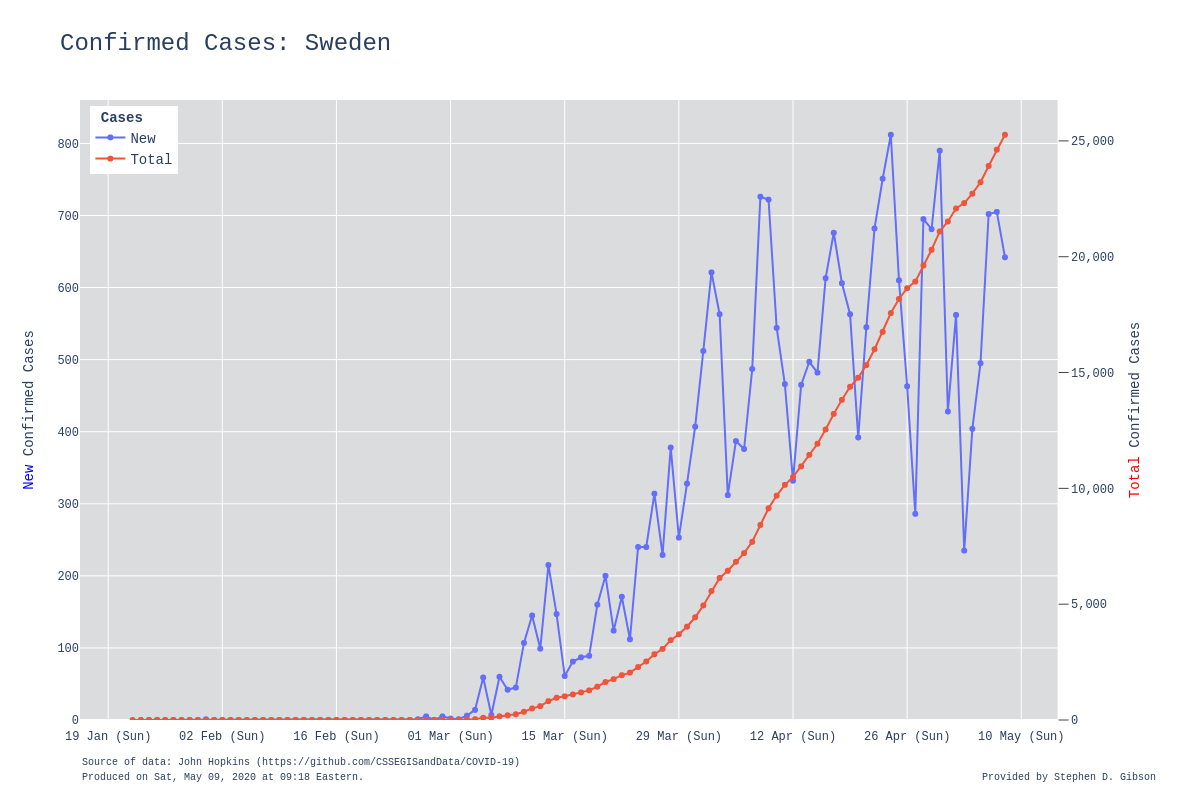 Confirmed Cases: Sweden
Cases
New
Total
800
700
600
500
400
300
200
100
0
25,000
20,000
15,000
10,000
5,000
0
New Confirmed Cases
Total Confirmed Cases
19 Jan (Sun) 02 Feb (Sun) 16 Feb (Sun) 01 Mar (Sun) 15 Mar (Sun) 29 Mar (Sun) 12 Apr (Sun) 26 Apr (Sun) 10 May (Sun)
Source of data: John Hopkins (https://github.com/CSSEGISandData/COVID-19)
Produced on Sat, May 09, 2020 at 09:18 Eastern.
Provided by Stephen D. Gibson